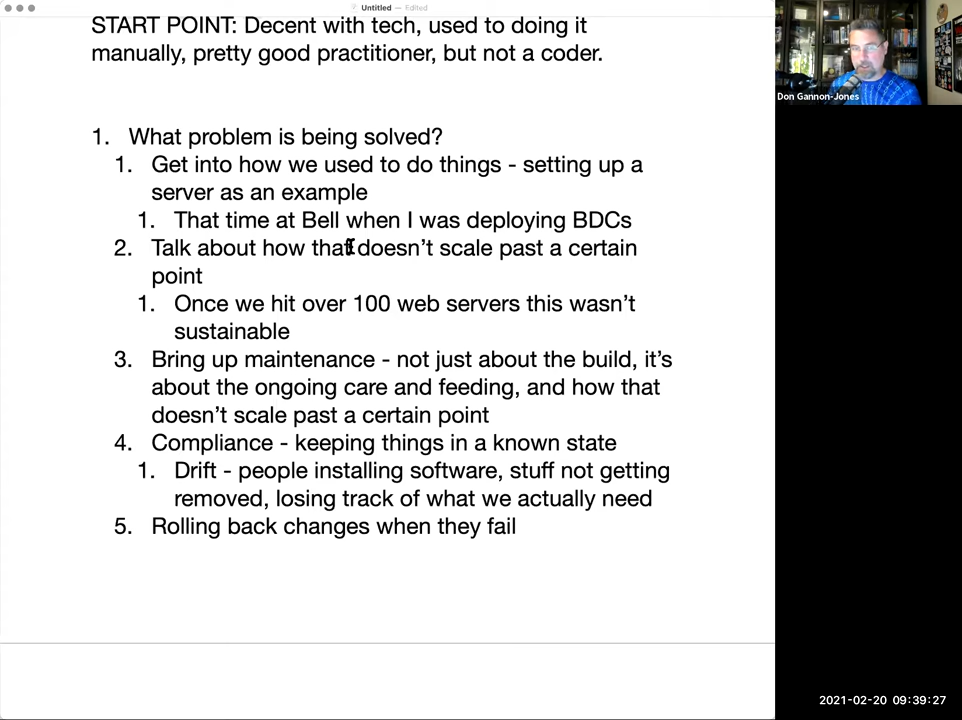 Untitled — Edited
START POINT: Decent with tech, used to doing it
manually, pretty good practitioner, but not a coder.
1. What problem is being solved?
1. Get into how we used to do things - setting up a
server as an example
1. That time at Bell when I was deploying BDCs
2. Talk about how that doesn’t scale past a certain
point
1. Once we hit over 100 web servers this wasn’t
sustainable
3. Bring up maintenance - not just about the build, it’s
about the ongoing care and feeding, and how that
doesn’t scale past a certain point
4. Compliance - keeping things in a known state
1. Drift - people installing software, stuff not getting
removed, losing track of what we actually need
5. Rolling back changes when they fail
Don Gannon-Jones
2021-02-20 09:39:27